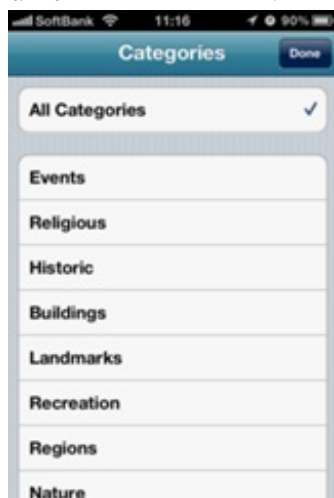 SoftBank 11:16 90%
Categories Done
All Categories
Events
Religious
Historic
Buildings
Landmarks
Recreation
Regions
Nature